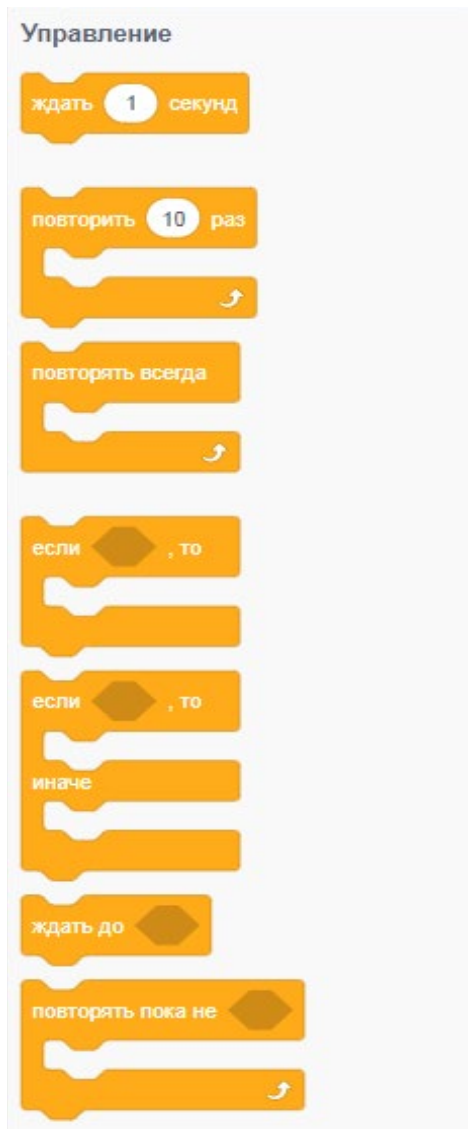 Управление
ждать 1 секунд
повторить 10 раз
повторять всегда
если , то
если , то
иначе
ждать до
повторять пока не